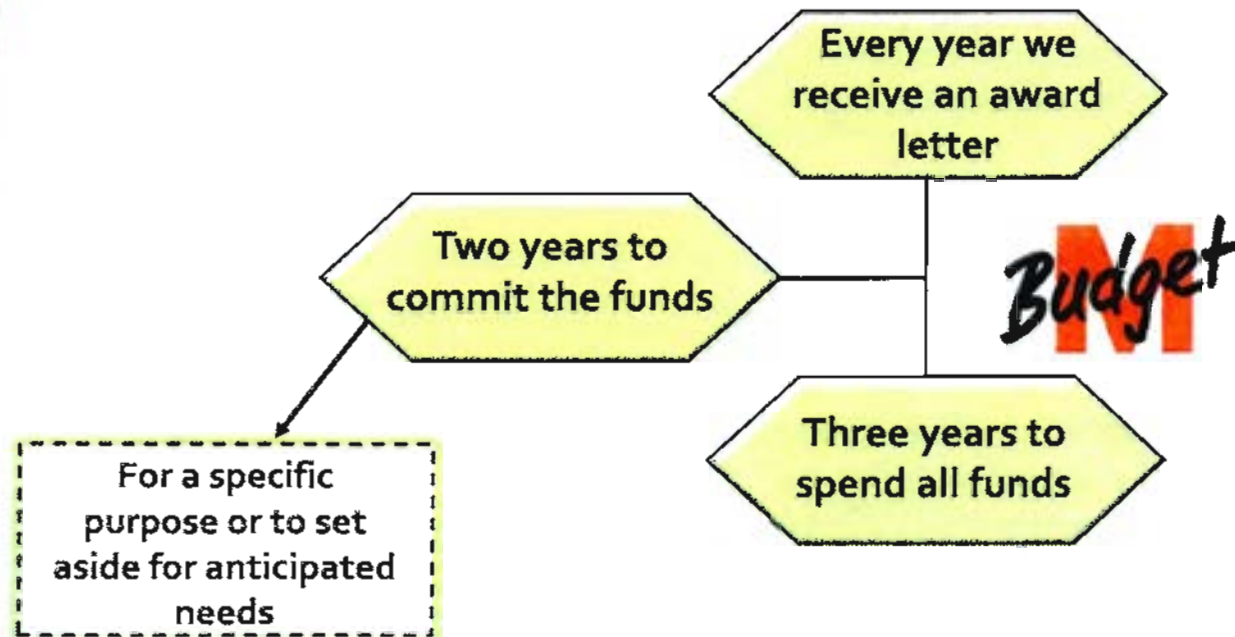 Every year we
receive an award
letter
Two years to
commit the funds
M
Budget
Three years to
spend all funds
For a specific
purpose or to set
aside for anticipated
needs